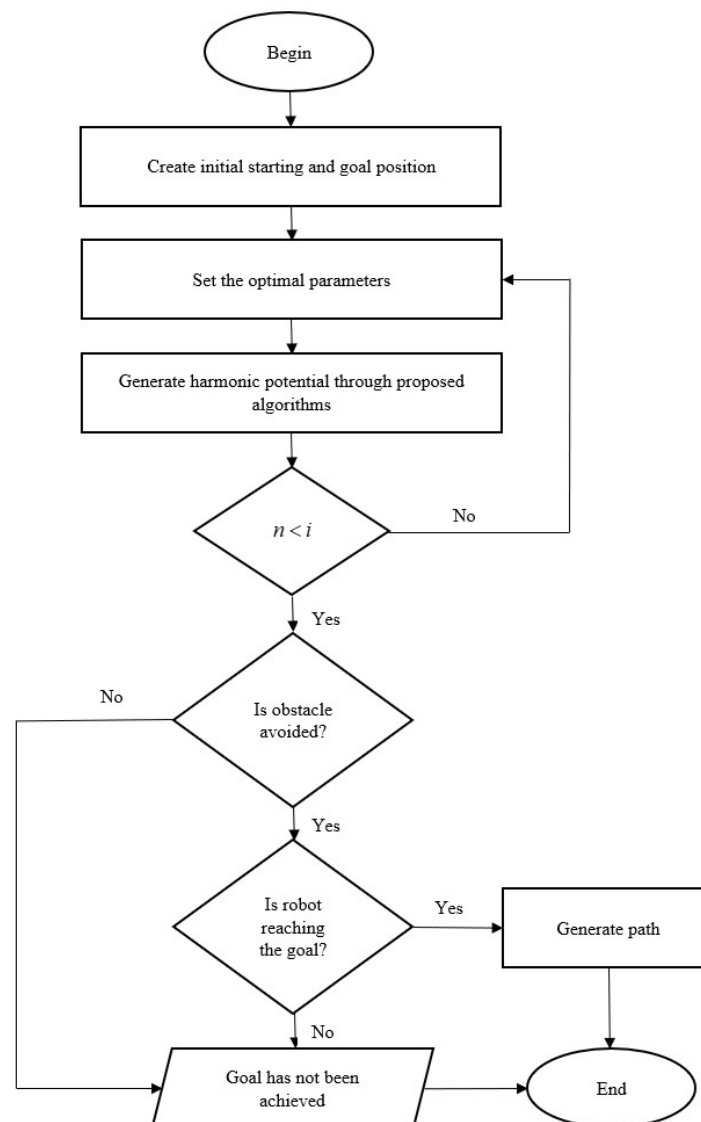 Begin
Create initial starting and goal position
Set the optimal parameters
Generate harmonic potential through proposed
algorithms
n < i
No
Yes
No
Is obstacle
avoided?
Yes
Is robot
reaching
the goal?
Yes
Generate path
No
Goal has not been
achieved
End